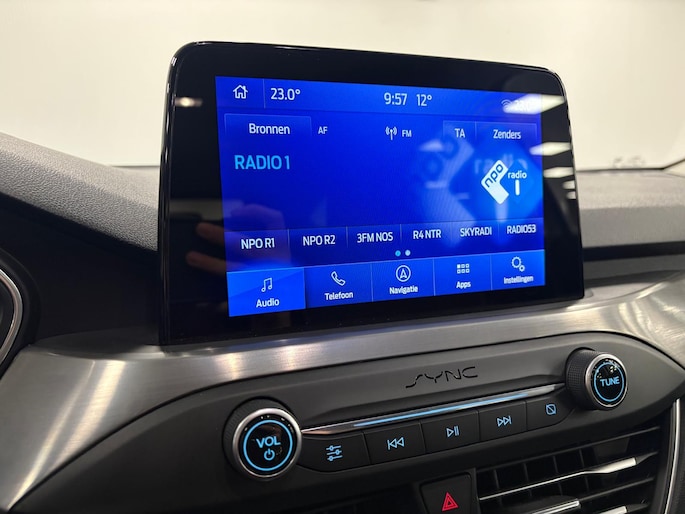 23.0° 9:57 12°
Bronnen AF FM TA Zenders
RADIO 1
npo radio 1
NPO R1 NPO R2 3FM NOS R4 NTR SKYRADI RADIO53
Audio Telefoon Navigatie Apps Instellingen
SYNC
VOL TUNE